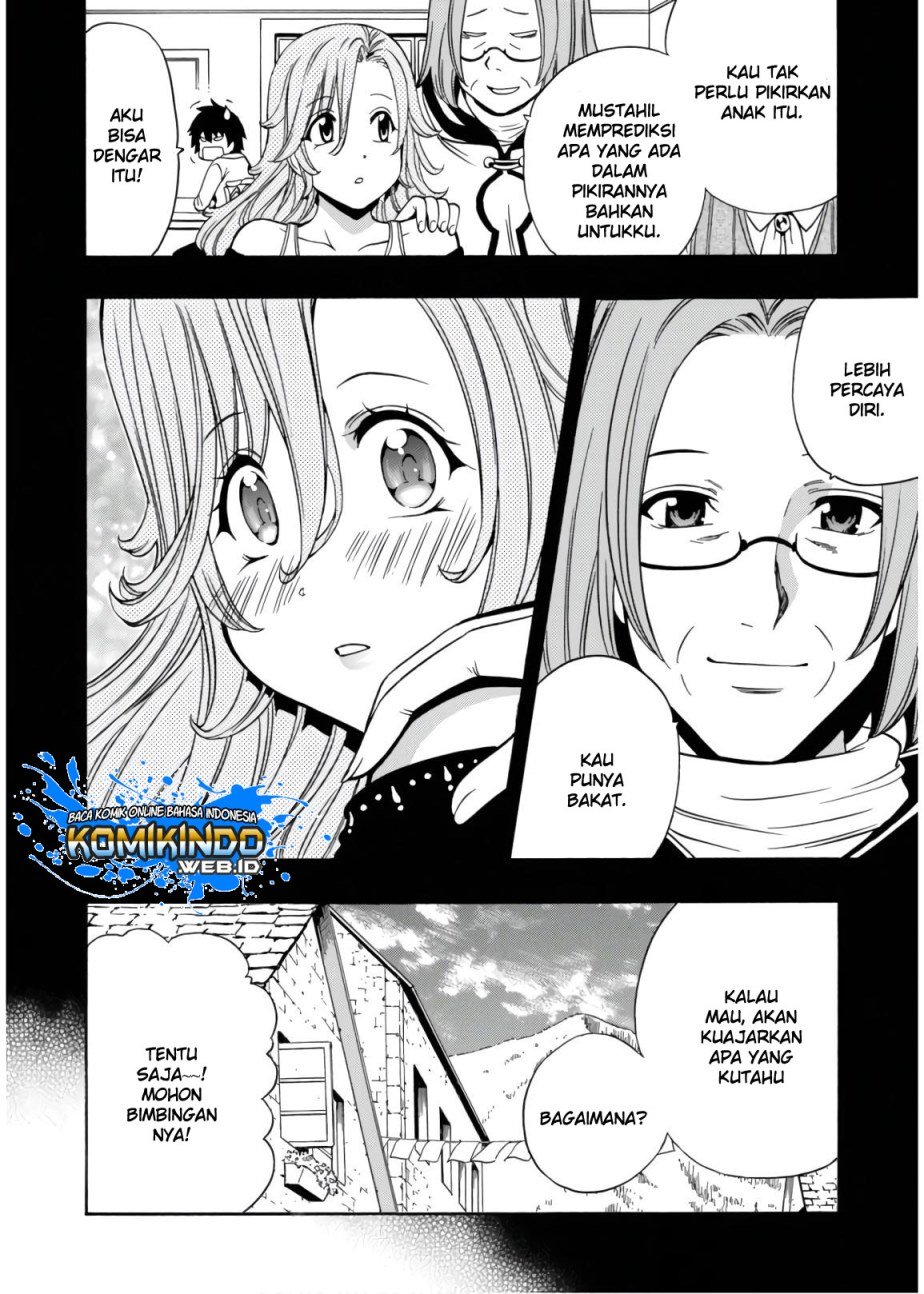 KAU TAK
PERLU PIKIRKAN
ANAK ITU.
MUSTAHIL
MEMPREDIKSI
APA YANG ADA
DALAM
PIKIRANNYA
BAHKAN
UNTUKKU.
AKU
BISA
DENGAR
ITU!
LEBIH
PERCAYA
DIRI.
KAU
PUNYA
BAKAT.
BACA KOMIK ONLINE BAHASA INDONESIA
KOMIKINDO
WEB.ID
KALAU
MAU, AKAN
KUAJARKAN
APA YANG
KUTAHU
BAGAIMANA?
TENTU
SAJA~~!
MOHON
BIMBINGAN
NYA!